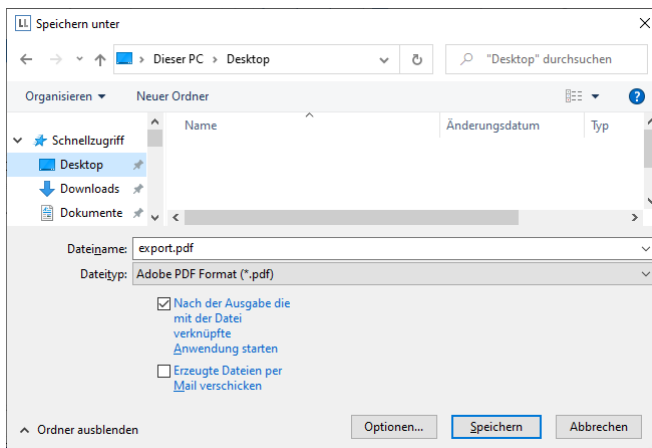 LL Speichern unter
Dieser PC > Desktop
"Desktop" durchsuchen
Organisieren Neuer Ordner
Name Änderungsdatum Typ
Schnellzugriff
Desktop
Downloads
Dokumente
Dateiname: export.pdf
Dateityp: Adobe PDF Format (*.pdf)
Nach der Ausgabe die
mit der Datei
verknüpfte
Anwendung starten
Erzeugte Dateien per
Mail verschicken
Ordner ausblenden
Optionen... Speichern Abbrechen